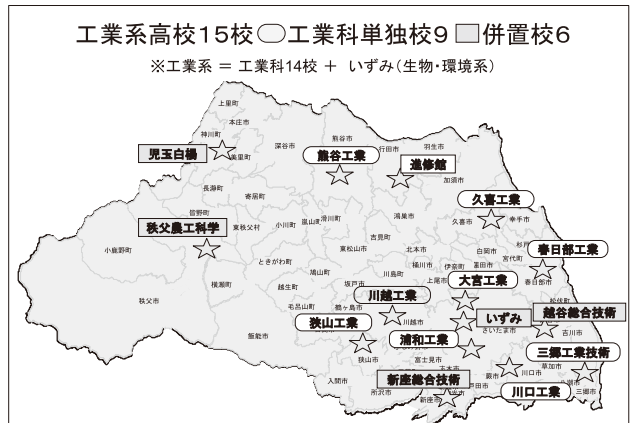 工業系高校15校 工業科単独校9 併置校6
※工業系 ＝ 工業科14校 ＋ いずみ（生物・環境系）
上里町
本庄市
神川町
児玉白楊
美里町
深谷市
熊谷市
熊谷工業
行田市
羽生市
進修館
加須市
長瀞町
寄居町
皆野町
久喜工業
久喜市
幸手市
秩父農工科学
東秩父村
小川町
嵐山町
滑川町
吉見町
鴻巣市
北本市
白岡市
宮代町
杉戸
春日部工業
小鹿野町
東松山市
桶川市
伊奈町
春日部市
ときがわ町
鳩山町
川島町
上尾市
大宮工業
秩父市
横瀬町
越生町
坂戸市
松伏町
毛呂山町
鶴ヶ島市
川越工業
いずみ
越谷総合技術
狭山工業
川越市
さいたま市
吉川市
飯能市
浦和工業
三郷工業技術
狭山市
富士見市
入間市
新座総合技術
蕨市
川口市
草加市
八潮市
三郷市
所沢市
戸田市
新座市
川口工業